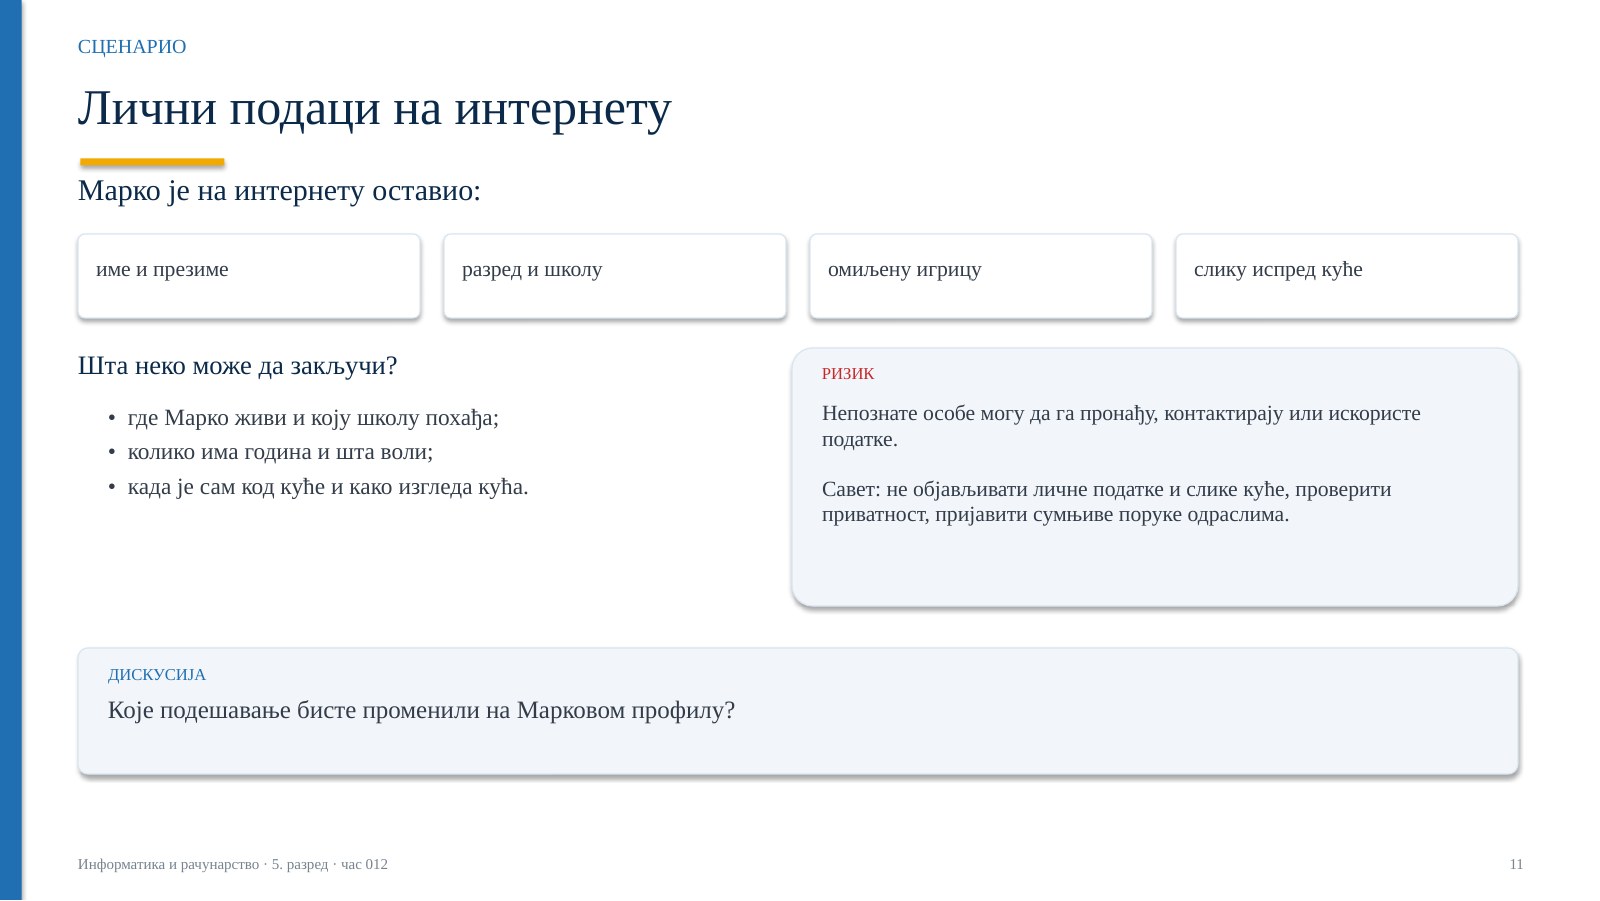 СЦЕНАРИО
Лични подаци на интернету
Марко је на интернету оставио:
име и презиме
разред и школу
омиљену игрицу
слику испред куће
Шта неко може да закључи?
• где Марко живи и коју школу похађа;
• колико има година и шта воли;
• када је сам код куће и како изгледа кућа.
РИЗИК
Непознате особе могу да га пронађу, контактирају или искористе
податке.
Савет: не објављивати личне податке и слике куће, проверити
приватност, пријавити сумњиве поруке одраслима.
ДИСКУСИЈА
Које подешавање бисте променили на Марковом профилу?
Информатика и рачунарство · 5. разред · час 012
11